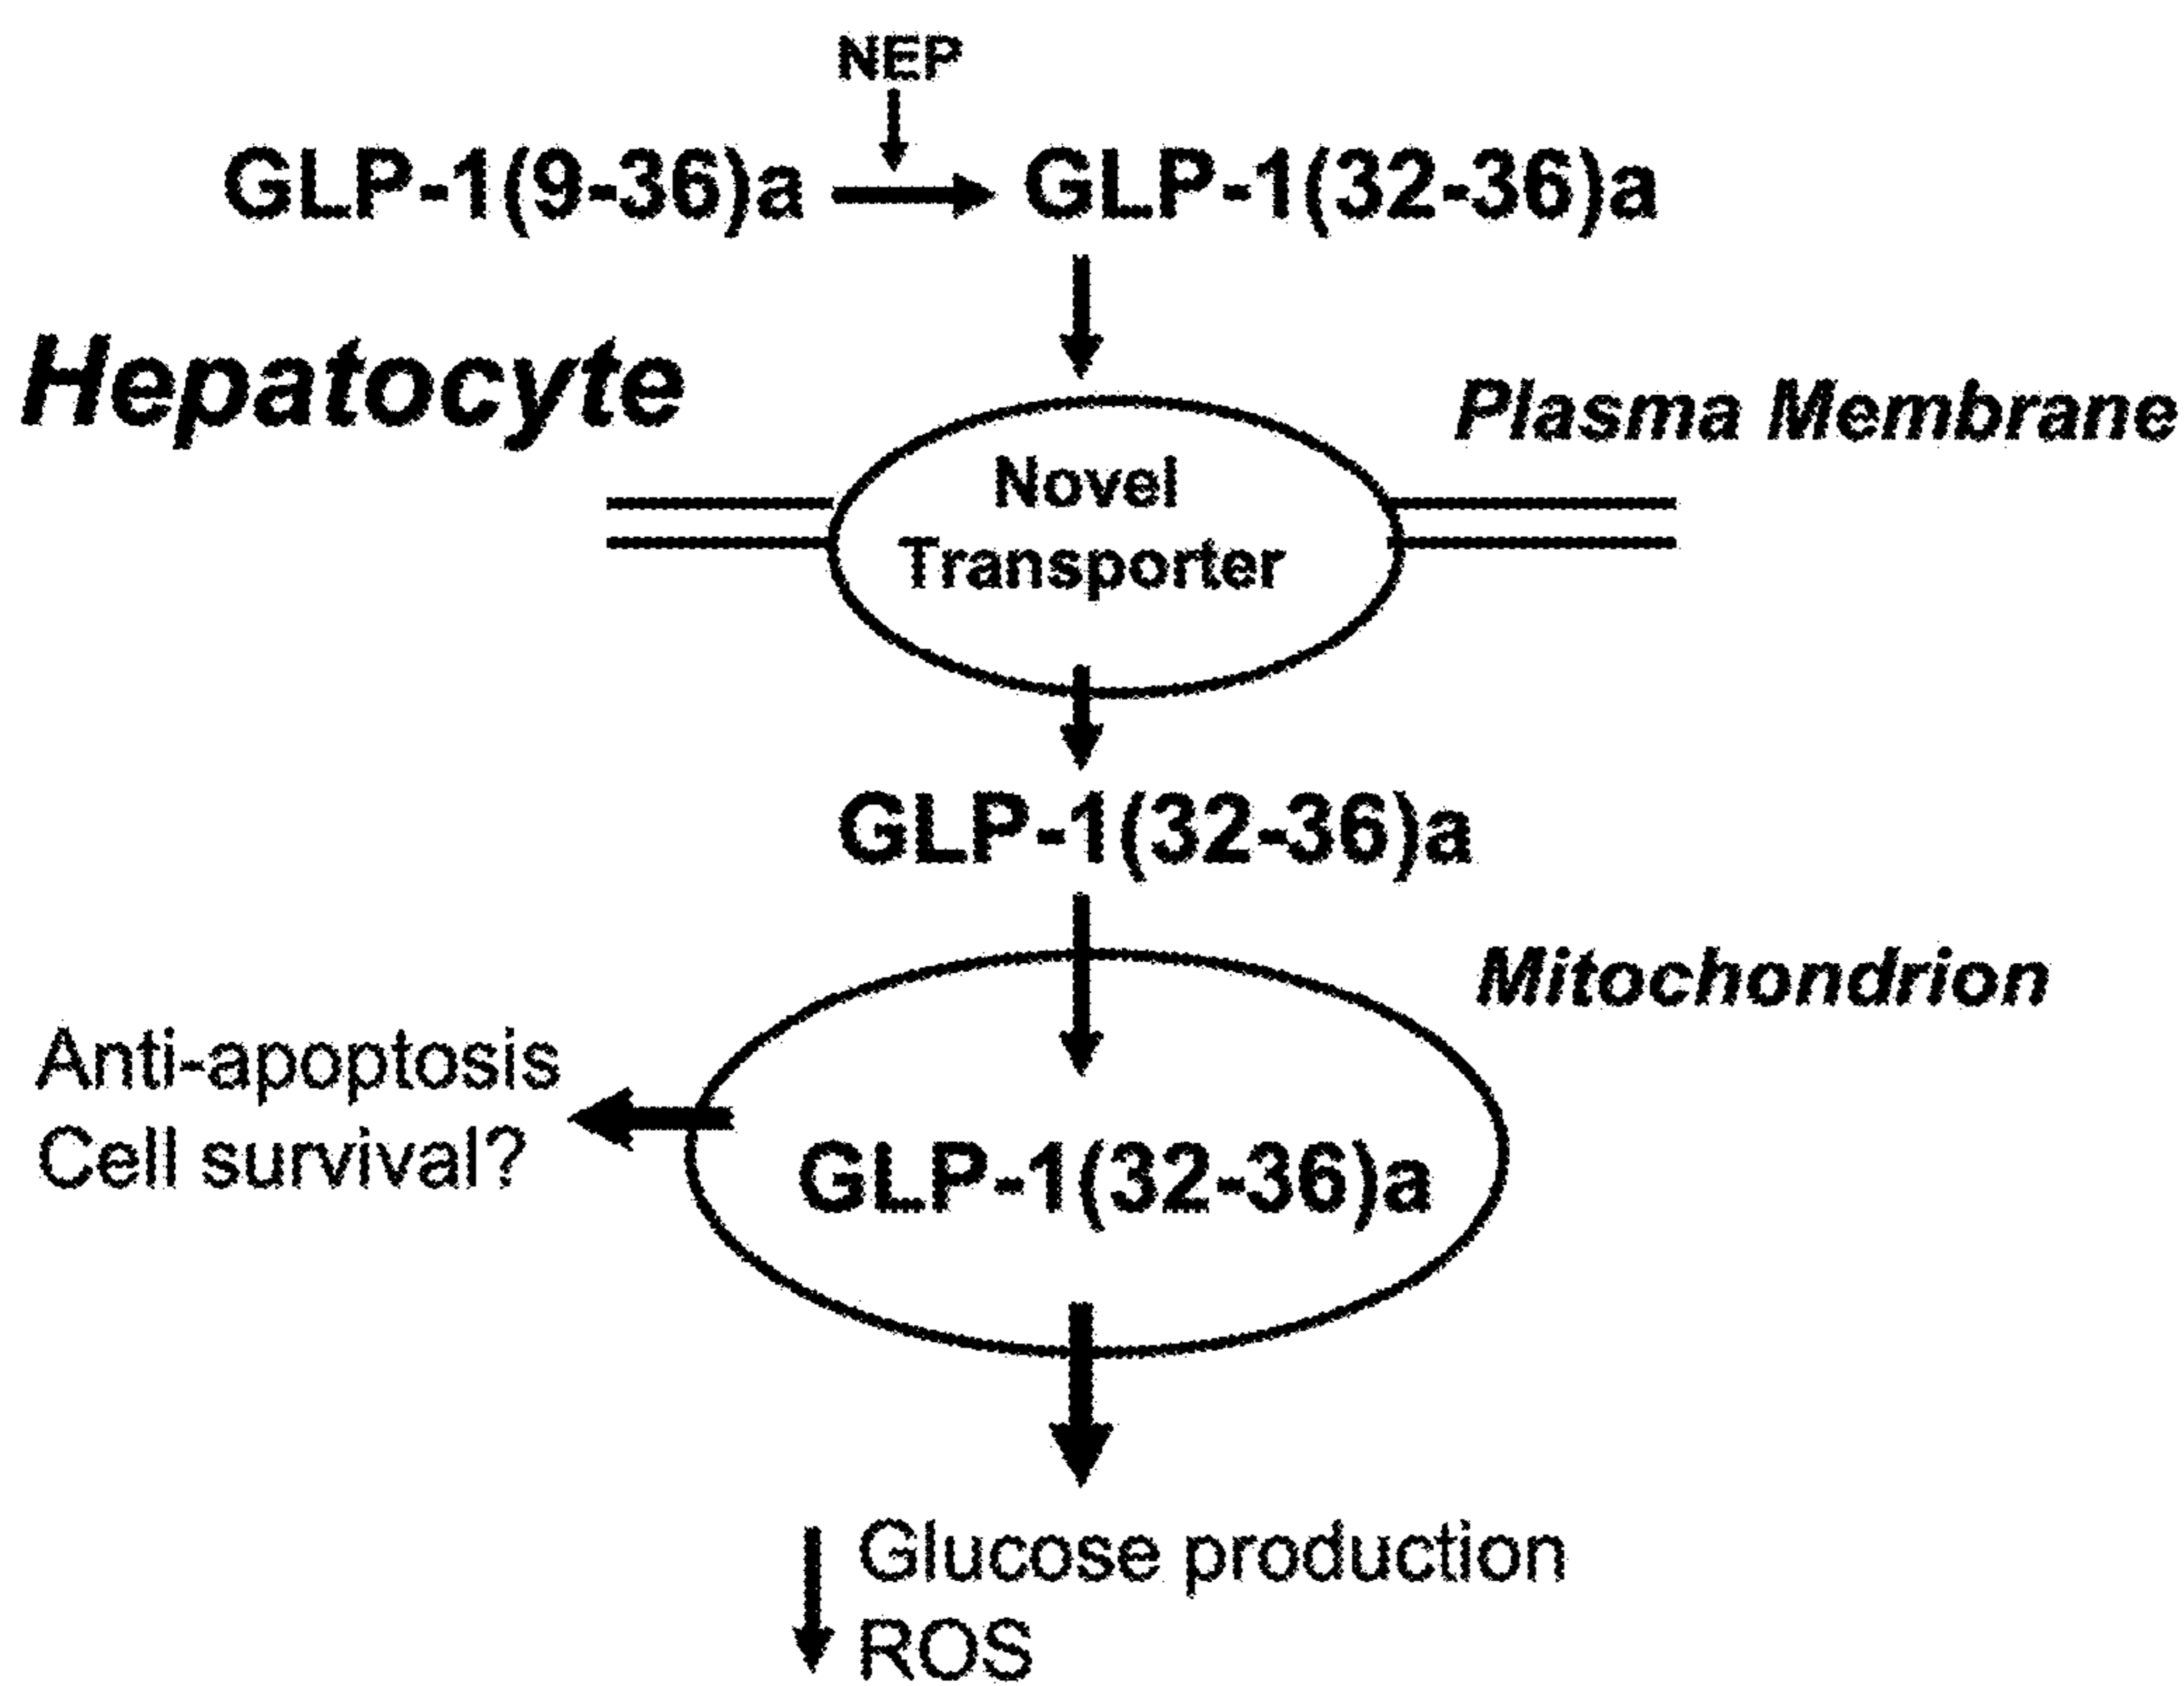 NEP
GLP-1(9-36)a GLP-1(32-36)a
Hepatocyte
Plasma Membrane
Novel
Transporter
GLP-1(32-36)a
Mitochondrion
Anti-apoptosis
Cell survival?
GLP-1(32-36)a
Glucose production
ROS